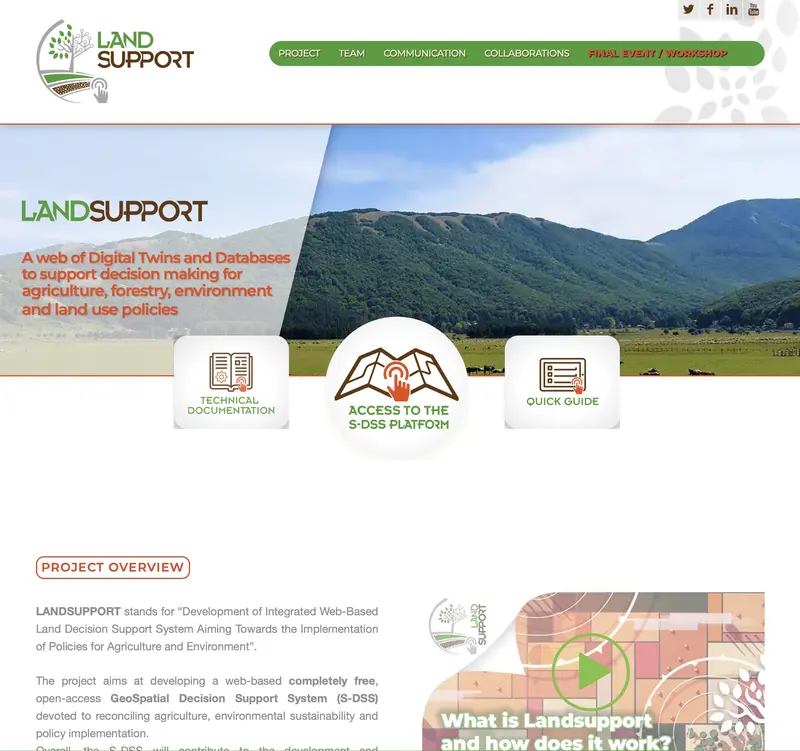 You
Tube
LAND
SUPPORT
PROJECT TEAM COMMUNICATION COLLABORATIONS FINAL EVENT / WORKSHOP
LANDSUPPORT
A web of Digital Twins and Databases
to support decision making for
agriculture, forestry, environment
and land use policies
TECHNICAL
DOCUMENTATION
ACCESS TO THE
S-DSS PLATFORM
QUICK GUIDE
PROJECT OVERVIEW
LANDSUPPORT stands for “Development of Integrated Web-Based
Land Decision Support System Aiming Towards the Implementation
of Policies for Agriculture and Environment”.
The project aims at developing a web-based completely free,
open-access GeoSpatial Decision Support System (S-DSS)
devoted to reconciling agriculture, environmental sustainability and
policy implementation.
Overall, the S-DSS will contribute to the development and
LAND
SUPPORT
What is Landsupport
and how does it work?